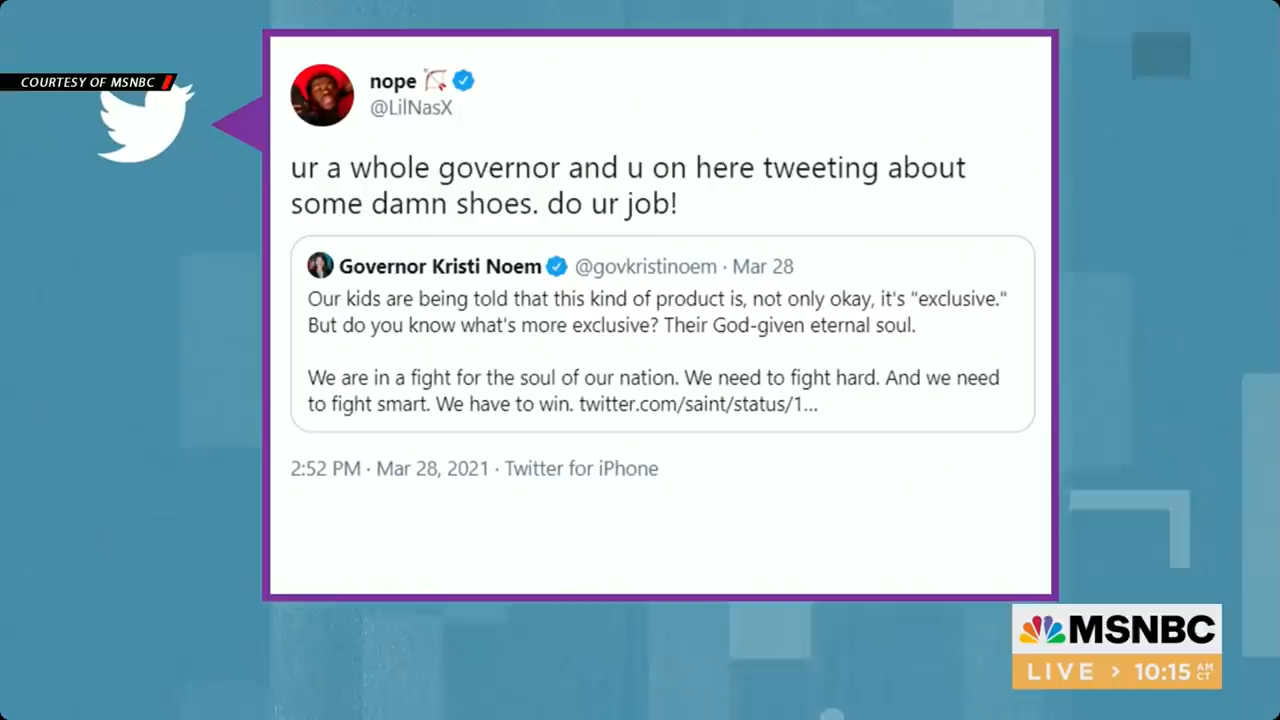 COURTESY OF MSNBC
nope 🏹 
@LilNasX
ur a whole governor and u on here tweeting about
some damn shoes. do ur job!
Governor Kristi Noem @govkristinoem · Mar 28
Our kids are being told that this kind of product is, not only okay, it's "exclusive."
But do you know what's more exclusive? Their God-given eternal soul.
We are in a fight for the soul of our nation. We need to fight hard. And we need
to fight smart. We have to win. twitter.com/saint/status/1...
2:52 PM · Mar 28, 2021 · Twitter for iPhone
MSNBC
LIVE > 10:15 AM CT